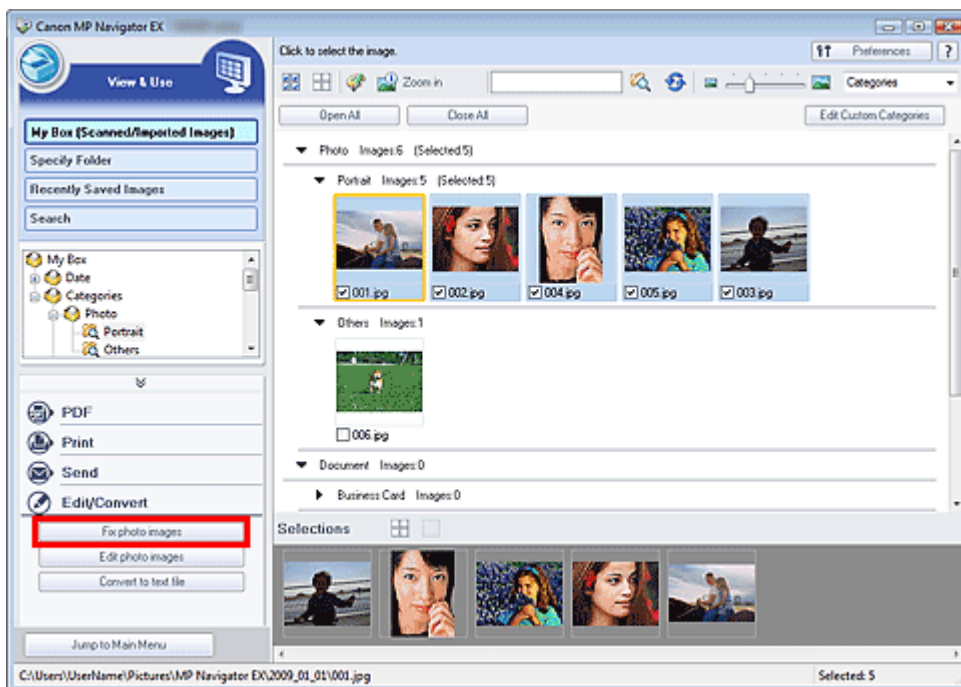 Canon MP Navigator EX
View & Use
My Box (Scanned/Imported Images)
Specify Folder
Recently Saved Images
Search
My Box
Date
Categories
Photo
Portrait
Others
PDF
Print
Send
Edit/Convert
Fix photo images
Edit photo images
Convert to text file
Jump to Main Menu
Click to select the image.
Preferences
?
Zoom in
Categories
Open All
Close All
Edit Custom Categories
Photo Images:6 (Selected:5)
Portrait Images:5 (Selected:5)
001.jpg
002.jpg
004.jpg
005.jpg
003.jpg
Others Images:1
006.jpg
Document Images:0
Business Card Images:0
Selections
C:\Users\UserName\Pictures\MP Navigator EX\2009_01_01\001.jpg
Selected: 5